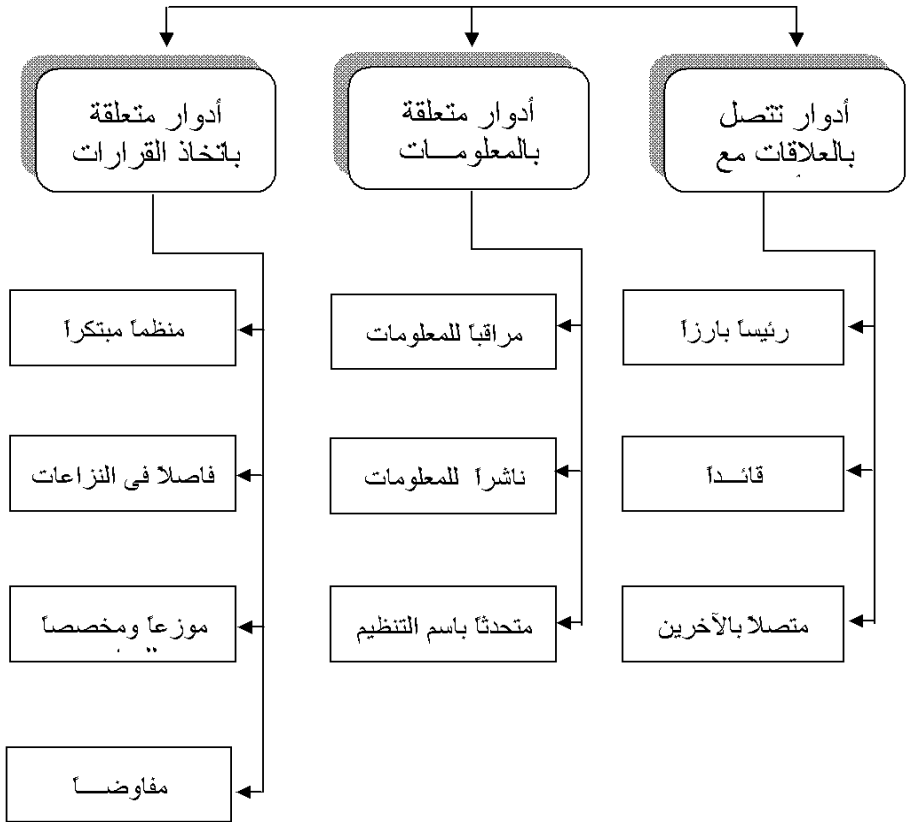 أدوار تتصل
بالعلاقات مع
رئيساً بارزاً
قائــداً
متصلاً بالآخرين
أدوار متعلقة
بالمعلومـــات
مراقباً للمعلومات
ناشراً للمعلومات
متحدثاً باسم التنظيم
أدوار متعلقة
باتخاذ القرارات
منظماً مبتكراً
فاصلاً فى النزاعات
موزعاً ومخصصاً
مفاوضـــاً